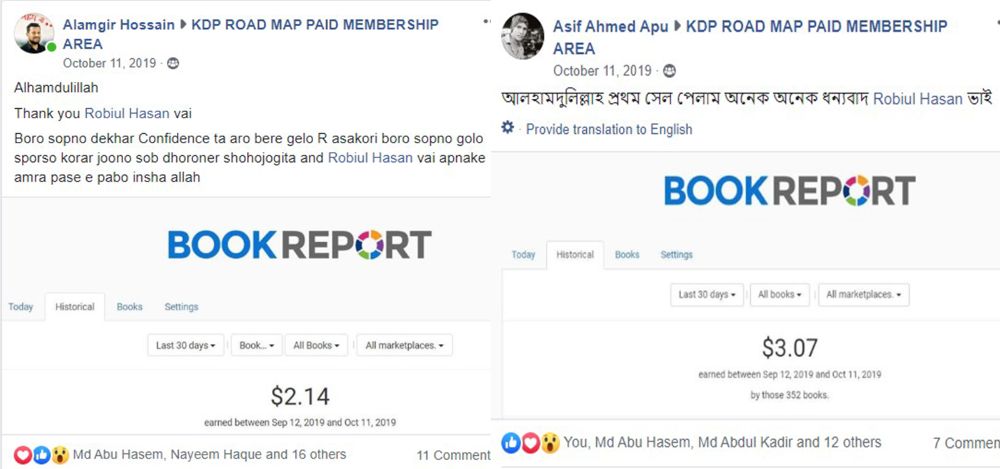 Alamgir Hossain ▶ KDP ROAD MAP PAID MEMBERSHIP
AREA
October 11, 2019 ·
Alhamdulillah
Thank you Robiul Hasan vai
Boro sopno dekhar Confidence ta aro bere gelo R asakori boro sopno golo
sporso korar joono sob dhoroner shohojogita and Robiul Hasan vai apnake
amra pase e pabo insha allah
BOOKREPORT
Today Historical Books Settings
Last 30 days Book... All Books All marketplaces.
$2.14
earned between Sep 12, 2019 and Oct 11, 2019
Md Abu Hasem, Nayeem Haque and 16 others 11 Comment
Asif Ahmed Apu ▶ KDP ROAD MAP PAID MEMBERSHIP
AREA
October 11, 2019 ·
আলহামদুলিল্লাহ প্রথম সেল পেলাম অনেক অনেক ধন্যবাদ Robiul Hasan ভাই
· Provide translation to English
BOOKREPORT
Today Historical Books Settings
Last 30 days All books All marketplaces.
$3.07
earned between Sep 12, 2019 and Oct 11, 2019
by those 352 books.
You, Md Abu Hasem, Md Abdul Kadir and 12 others 7 Commen